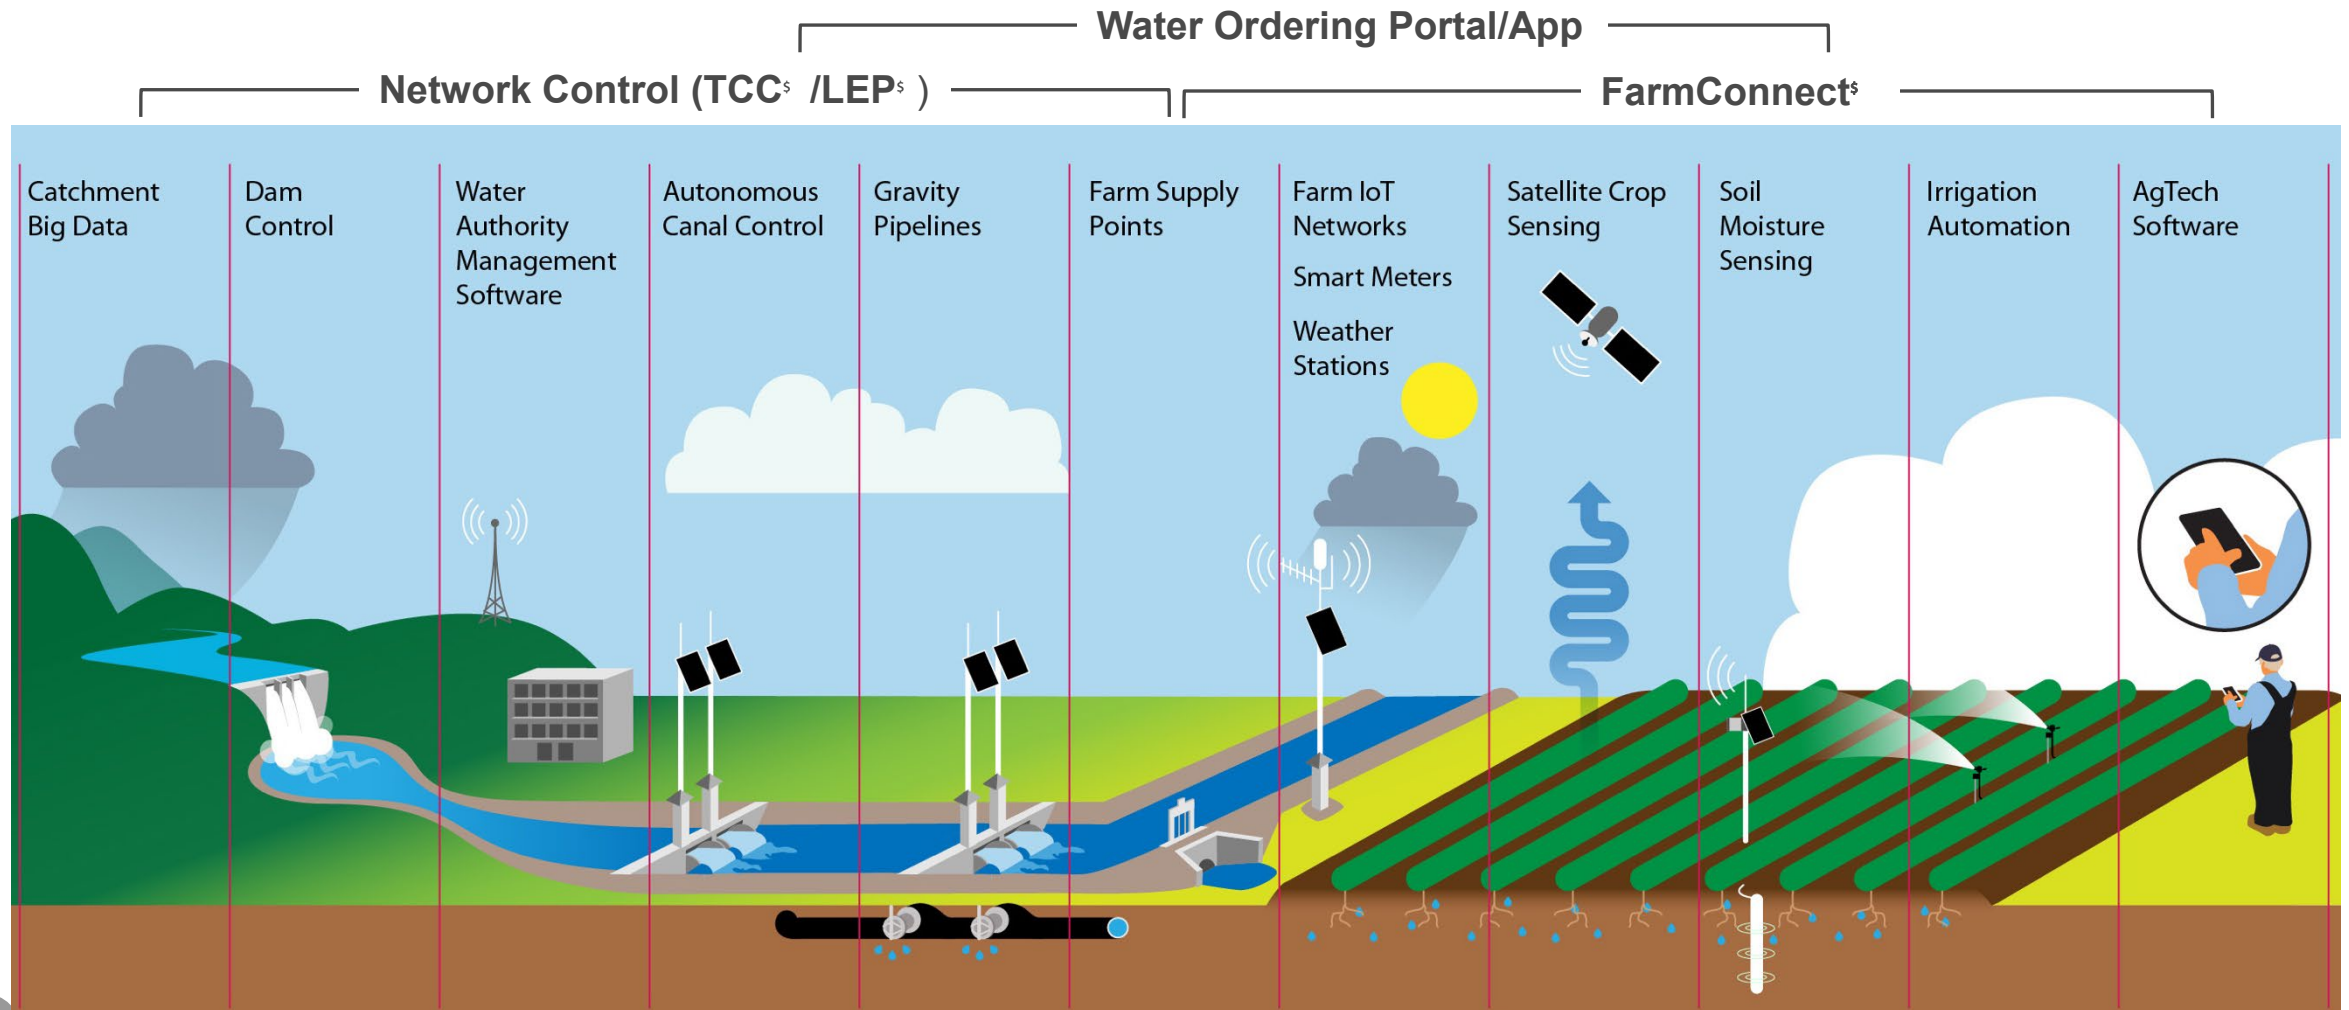 Water Ordering Portal/App
Network Control (TCC$ /LEP$ )
FarmConnect$
Catchment
Big Data
Dam
Control
Water
Authority
Management
Software
Autonomous
Canal Control
Gravity
Pipelines
Farm Supply
Points
Farm IoT
Networks
Smart Meters
Weather
Stations
Satellite Crop
Sensing
Soil
Moisture
Sensing
Irrigation
Automation
AgTech
Software